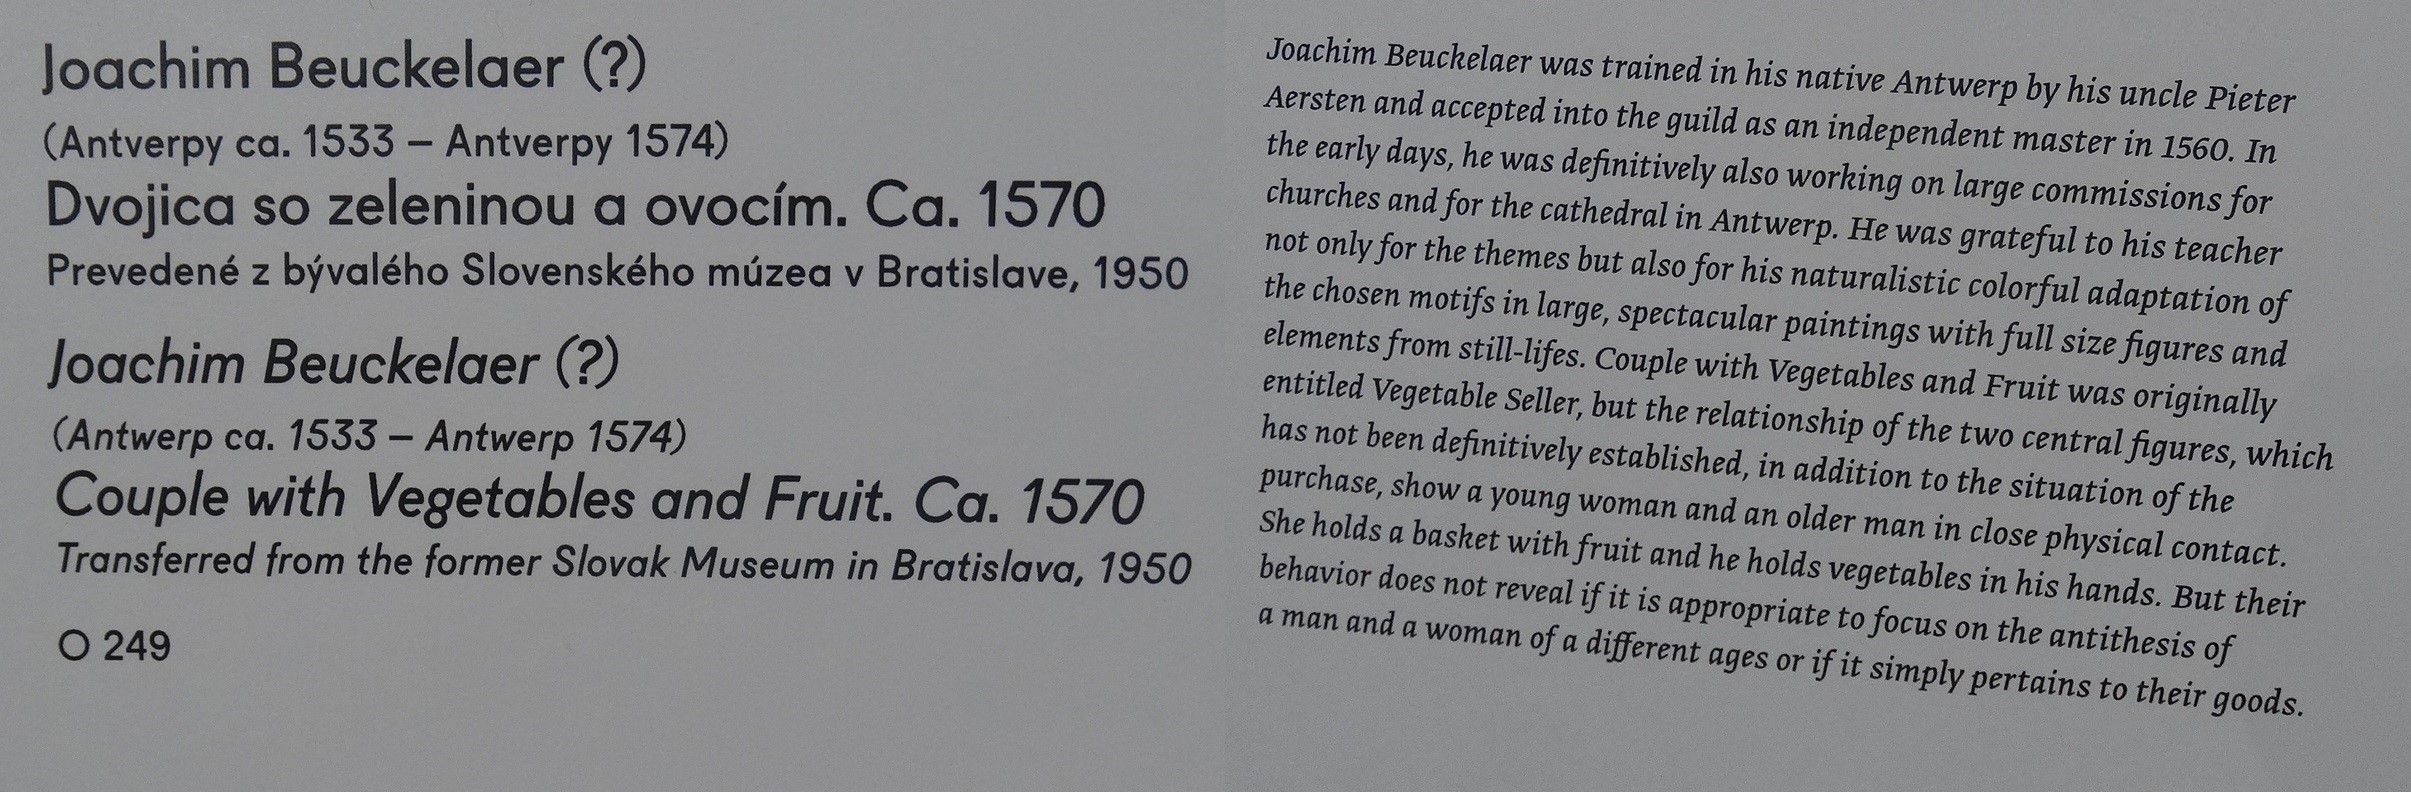 Joachim Beuckelaer (?)
(Antverpy ca. 1533 – Antverpy 1574)
Dvojica so zeleninou a ovocím. Ca. 1570
Prevedené z bývalého Slovenského múzea v Bratislave, 1950
Joachim Beuckelaer (?)
(Antwerp ca. 1533 – Antwerp 1574)
Couple with Vegetables and Fruit. Ca. 1570
Transferred from the former Slovak Museum in Bratislava, 1950
O 249
Joachim Beuckelaer was trained in his native Antwerp by his uncle Pieter
Aersten and accepted into the guild as an independent master in 1560. In
the early days, he was definitively also working on large commissions for
churches and for the cathedral in Antwerp. He was grateful to his teacher
not only for the themes but also for his naturalistic colorful adaptation of
the chosen motifs in large, spectacular paintings with full size figures and
elements from still-lifes. Couple with Vegetables and Fruit was originally
entitled Vegetable Seller, but the relationship of the two central figures, which
has not been definitively established, in addition to the situation of the
purchase, show a young woman and an older man in close physical contact.
She holds a basket with fruit and he holds vegetables in his hands. But their
behavior does not reveal if it is appropriate to focus on the antithesis of
a man and a woman of a different ages or if it simply pertains to their goods.